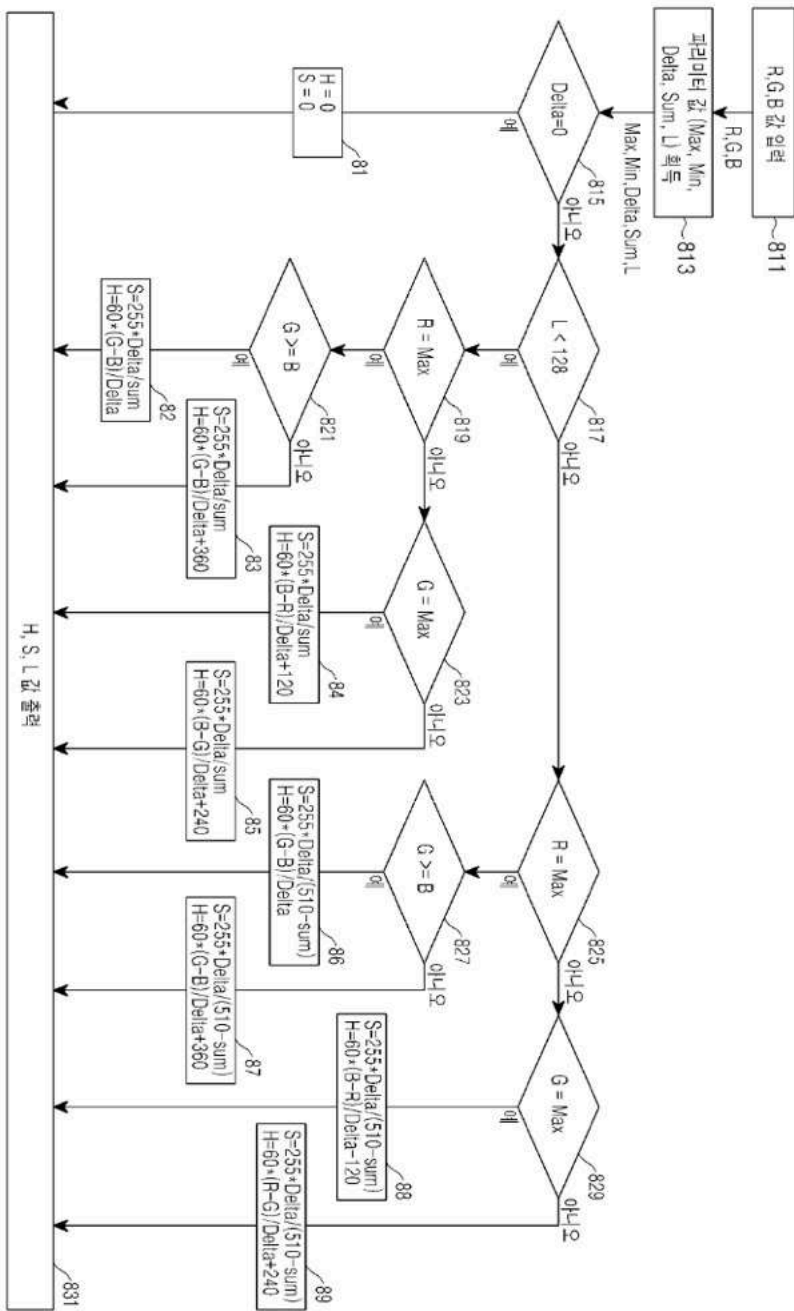 R,G,B 값 입력
811
R,G,B
파라미터 값 (Max, Min,
Delta, Sum, L) 획득
813
Max,Min,Delta,Sum,L
Delta=0
815
예
아니오
H = 0
S = 0
81
L < 128
817
예
아니오
R = Max
819
예
아니오
G >= B
821
예
아니오
S=255*Delta/sum
H=60*(G-B)/Delta
82
S=255*Delta/sum
H=60*(G-B)/Delta+360
83
G = Max
823
예
아니오
S=255*Delta/sum
H=60*(B-R)/Delta+120
84
S=255*Delta/sum
H=60*(B-G)/Delta+240
85
R = Max
825
예
아니오
G >= B
827
예
아니오
S=255*Delta/(510-sum)
H=60*(G-B)/Delta
86
S=255*Delta/(510-sum)
H=60*(G-B)/Delta+360
87
G = Max
829
예
아니오
S=255*Delta/(510-sum)
H=60*(B-R)/Delta-120
88
S=255*Delta/(510-sum)
H=60*(R-G)/Delta+240
89
H, S, L 값 출력
831